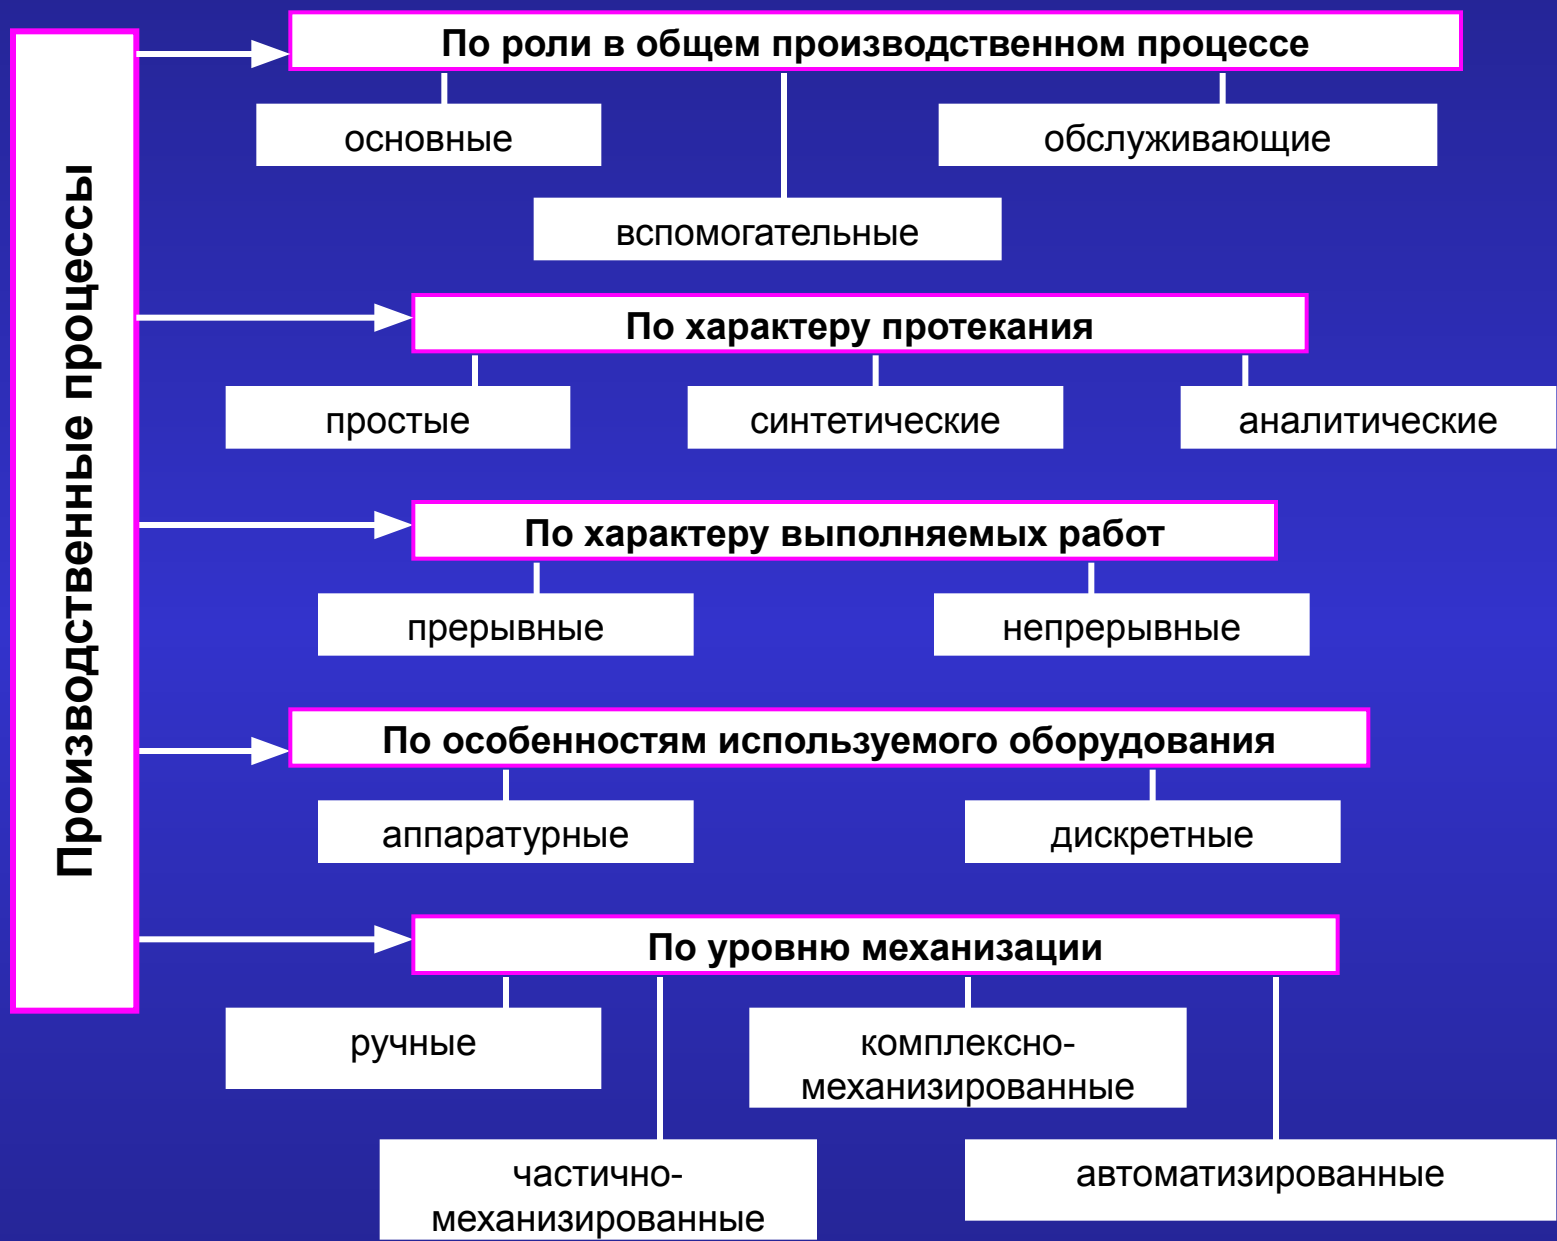 Производственные процессы
По роли в общем производственном процессе
основные
обслуживающие
вспомогательные
По характеру протекания
простые
синтетические
аналитические
По характеру выполняемых работ
прерывные
непрерывные
По особенностям используемого оборудования
аппаратурные
дискретные
По уровню механизации
ручные
комплексно-
механизированные
частично-
механизированные
автоматизированные